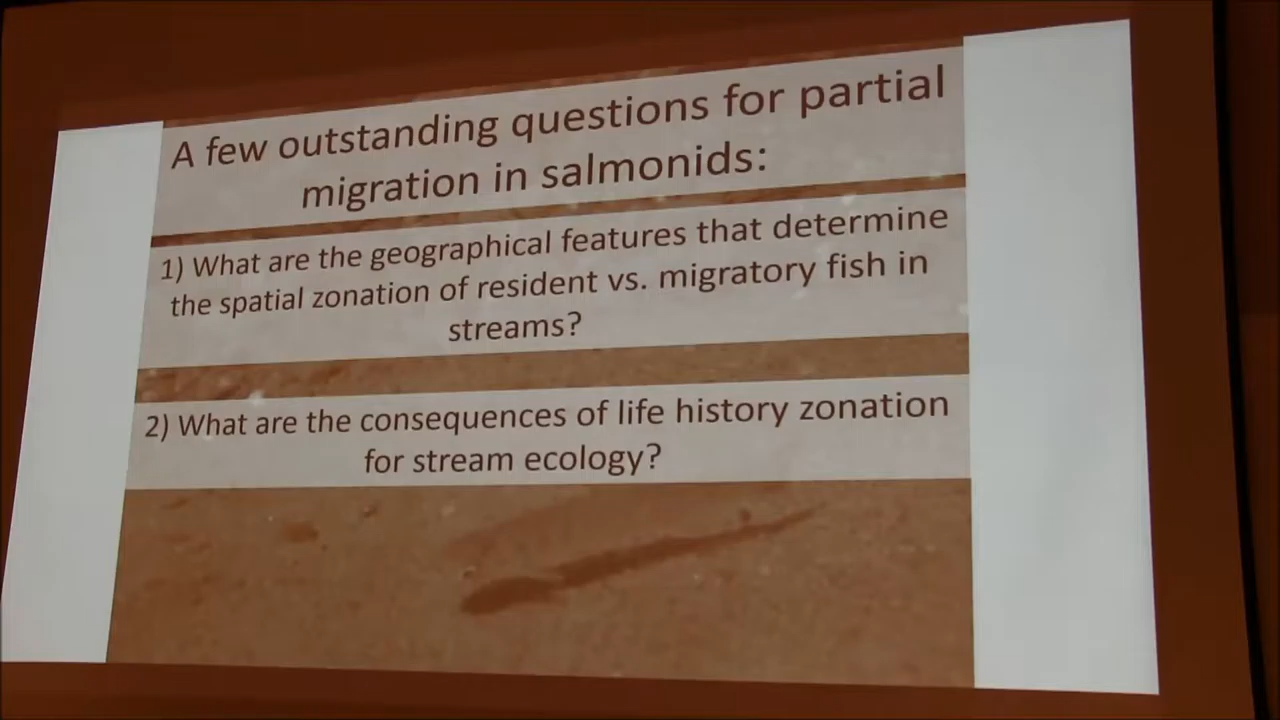 A few outstanding questions for partial
migration in salmonids:
1) What are the geographical features that determine
the spatial zonation of resident vs. migratory fish in
streams?
2) What are the consequences of life history zonation
for stream ecology?